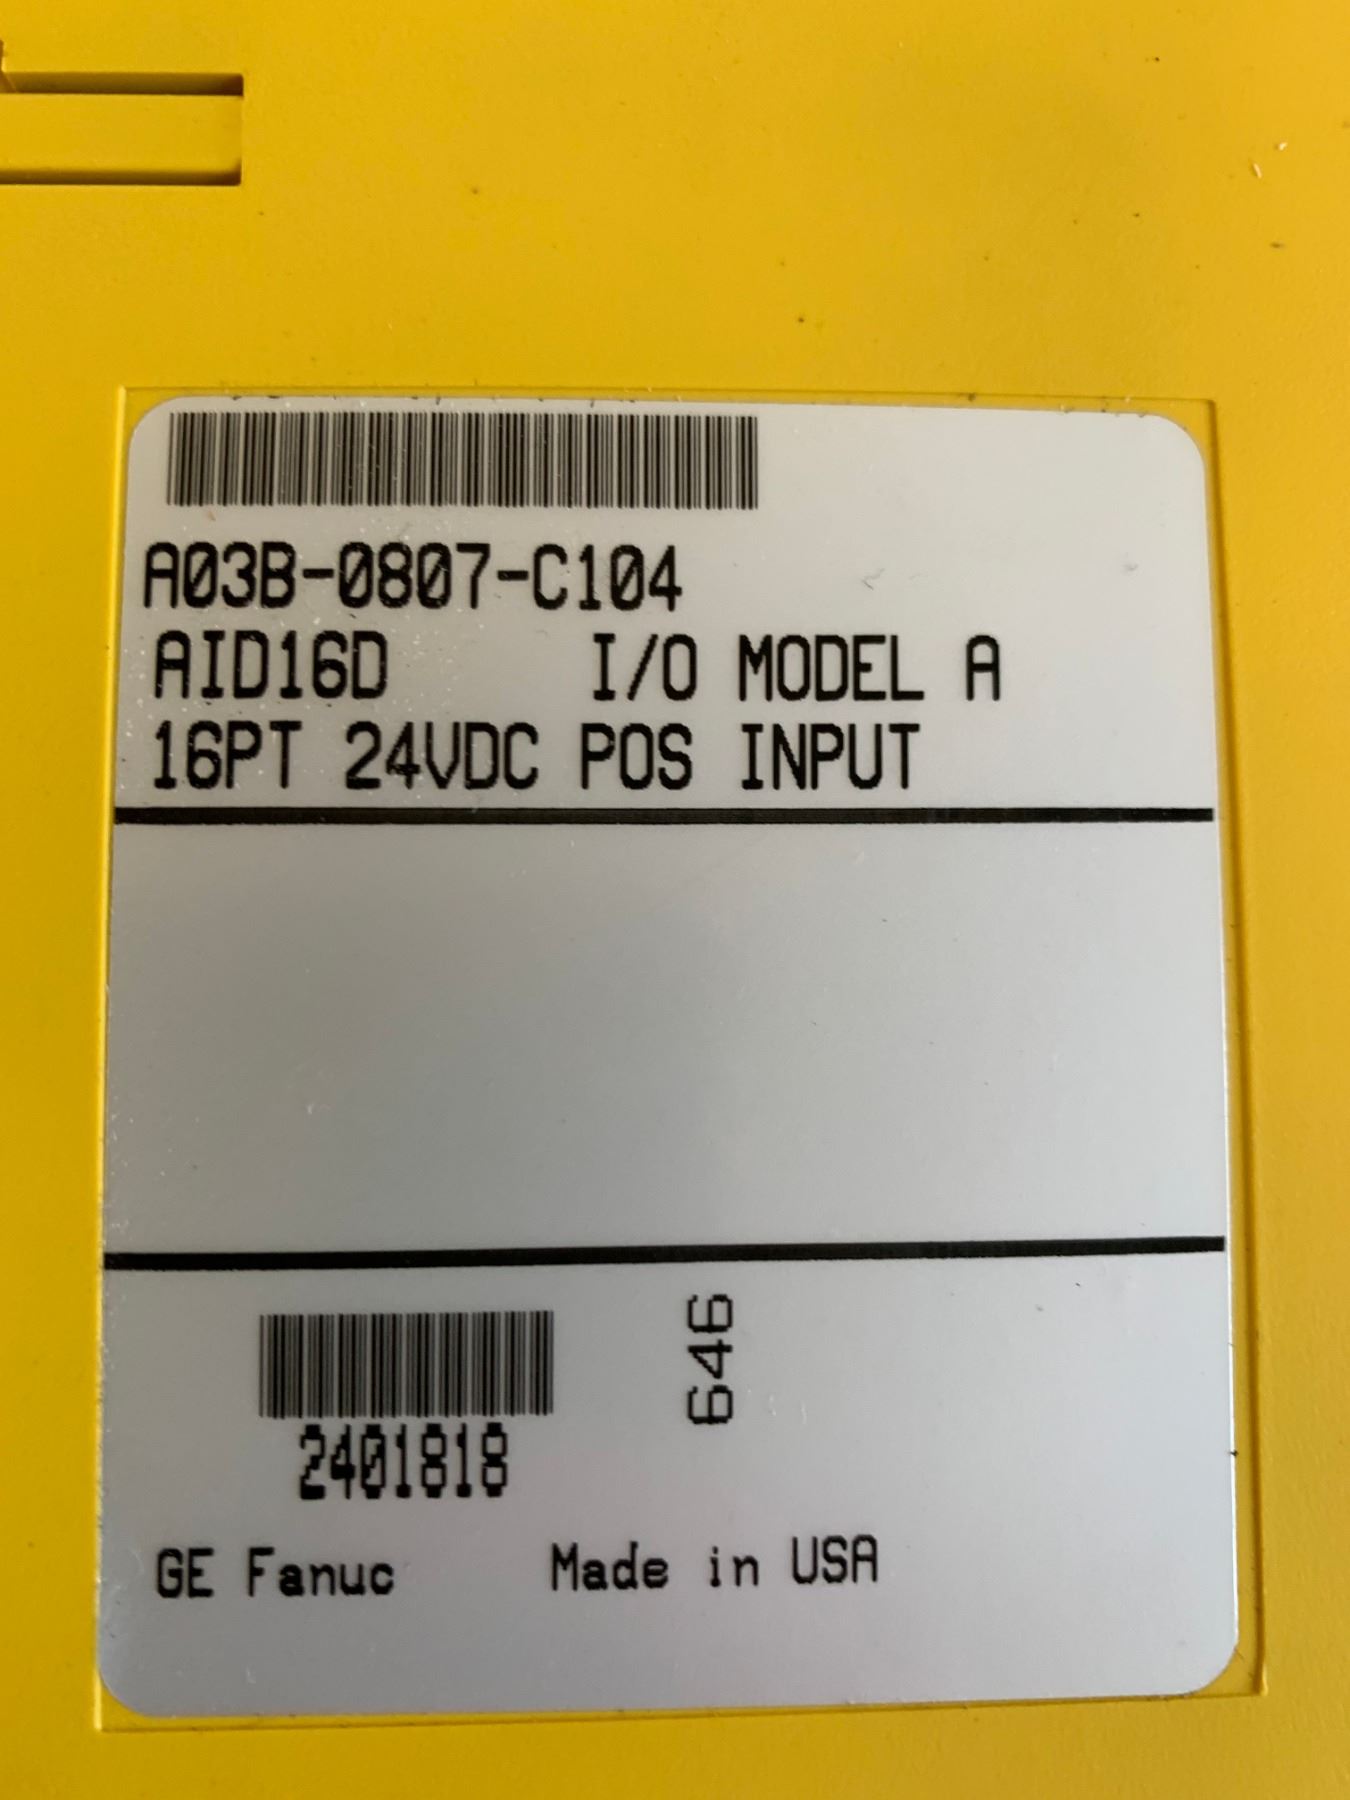 A03B-0807-C104
AID16D I/O MODEL A
16PT 24VDC POS INPUT
646
2401818
GE Fanuc Made in USA